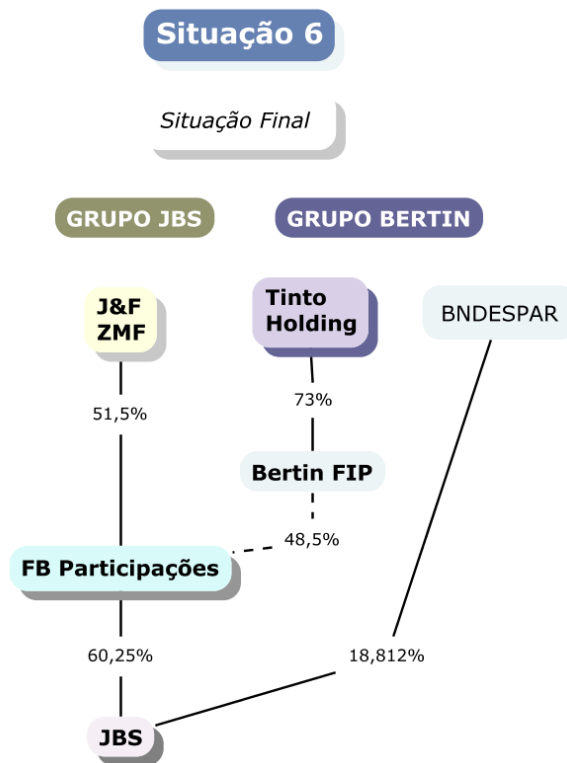 Situação 6
Situação Final
GRUPO JBS
GRUPO BERTIN
J&F
ZMF
Tinto
Holding
BNDESPAR
51,5%
73%
Bertin FIP
48,5%
FB Participações
60,25%
18,812%
JBS